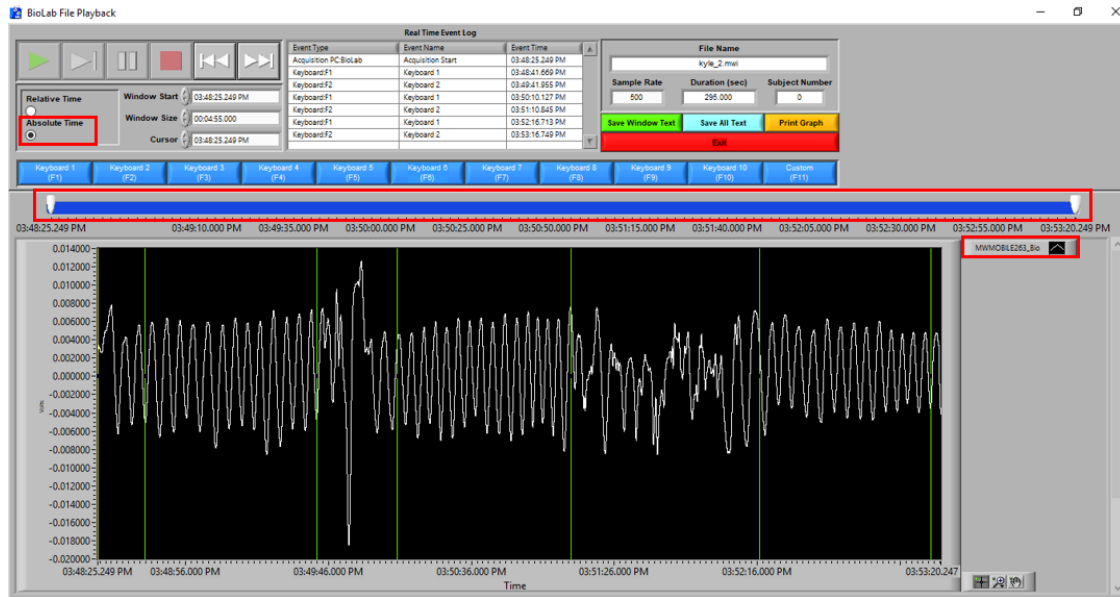 BioLab File Playback
Real Time Event Log
Event Type Event Name Event Time
Acquisition PC:BioLab Acquisition Start 03:48:25.249 PM
Keyboard:F1 Keyboard 1 03:48:41.669 PM
Keyboard:F2 Keyboard 2 03:49:41.955 PM
Keyboard:F1 Keyboard 1 03:50:10.127 PM
Keyboard:F2 Keyboard 2 03:51:10.845 PM
Keyboard:F1 Keyboard 1 03:52:16.713 PM
Keyboard:F2 Keyboard 2 03:53:16.749 PM
File Name
kyle_2.mwi
Sample Rate Duration (sec) Subject Number
500 295.000 0
Save Window Text Save All Text Print Graph
Exit
Relative Time
Absolute Time
Window Start 03:48:25.249 PM
Window Size 00:04:55.000
Cursor 03:48:25.249 PM
Keyboard 1 (F1)
Keyboard 2 (F2)
Keyboard 3 (F3)
Keyboard 4 (F4)
Keyboard 5 (F5)
Keyboard 6 (F6)
Keyboard 7 (F7)
Keyboard 8 (F8)
Keyboard 9 (F9)
Keyboard 10 (F10)
Custom (F11)
03:48:25.249 PM 03:49:10.000 PM 03:49:35.000 PM 03:50:00.000 PM 03:50:25.000 PM 03:50:50.000 PM 03:51:15.000 PM 03:51:40.000 PM 03:52:05.000 PM 03:52:30.000 PM 03:52:55.000 PM 03:53:20.249 PM
MWMOBILE263_Bio
0.014000
0.012000
0.010000
0.008000
0.006000
0.004000
0.002000
0.000000
-0.002000
-0.004000
-0.006000
-0.008000
-0.010000
-0.012000
-0.014000
-0.016000
-0.018000
-0.020000
Volts
03:48:25.249 PM 03:48:56.000 PM 03:49:46.000 PM 03:50:36.000 PM 03:51:26.000 PM 03:52:16.000 PM 03:53:20.247
Time